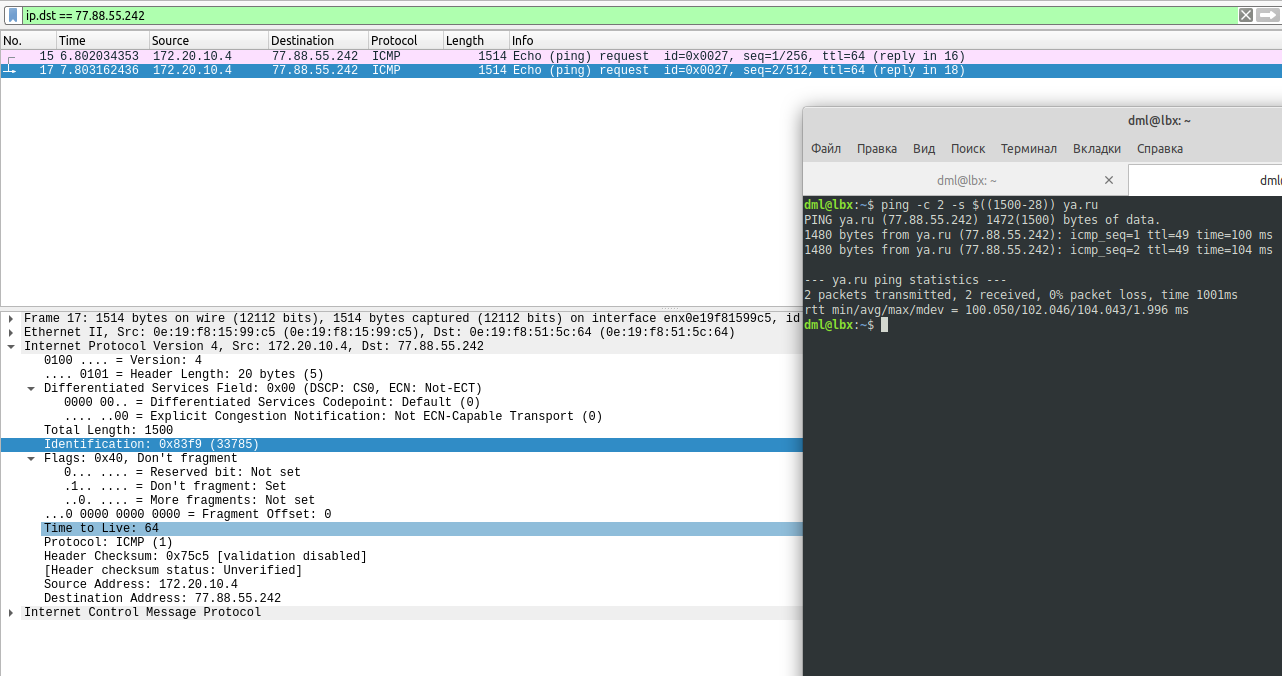 ip.dst == 77.88.55.242
No. Time Source Destination Protocol Length Info
15 6.802034353 172.20.10.4 77.88.55.242 ICMP 1514 Echo (ping) request id=0x0027, seq=1/256, ttl=64 (reply in 16)
17 7.803162436 172.20.10.4 77.88.55.242 ICMP 1514 Echo (ping) request id=0x0027, seq=2/512, ttl=64 (reply in 18)
dml@lbx: ~
Файл Правка Вид Поиск Терминал Вкладки Справка
dml@lbx: ~ dml
dml@lbx:~$ ping -c 2 -s $((1500-28)) ya.ru
PING ya.ru (77.88.55.242) 1472(1500) bytes of data.
1480 bytes from ya.ru (77.88.55.242): icmp_seq=1 ttl=49 time=100 ms
1480 bytes from ya.ru (77.88.55.242): icmp_seq=2 ttl=49 time=104 ms
--- ya.ru ping statistics ---
2 packets transmitted, 2 received, 0% packet loss, time 1001ms
rtt min/avg/max/mdev = 100.050/102.046/104.043/1.996 ms
dml@lbx:~$
Frame 17: 1514 bytes on wire (12112 bits), 1514 bytes captured (12112 bits) on interface enx0e19f81599c5, id
Ethernet II, Src: 0e:19:f8:15:99:c5 (0e:19:f8:15:99:c5), Dst: 0e:19:f8:51:5c:64 (0e:19:f8:51:5c:64)
Internet Protocol Version 4, Src: 172.20.10.4, Dst: 77.88.55.242
0100 .... = Version: 4
.... 0101 = Header Length: 20 bytes (5)
Differentiated Services Field: 0x00 (DSCP: CS0, ECN: Not-ECT)
0000 00.. = Differentiated Services Codepoint: Default (0)
.... ..00 = Explicit Congestion Notification: Not ECN-Capable Transport (0)
Total Length: 1500
Identification: 0x83f9 (33785)
Flags: 0x40, Don't fragment
0... .... = Reserved bit: Not set
.1.. .... = Don't fragment: Set
..0. .... = More fragments: Not set
...0 0000 0000 0000 = Fragment Offset: 0
Time to Live: 64
Protocol: ICMP (1)
Header Checksum: 0x75c5 [validation disabled]
[Header checksum status: Unverified]
Source Address: 172.20.10.4
Destination Address: 77.88.55.242
Internet Control Message Protocol